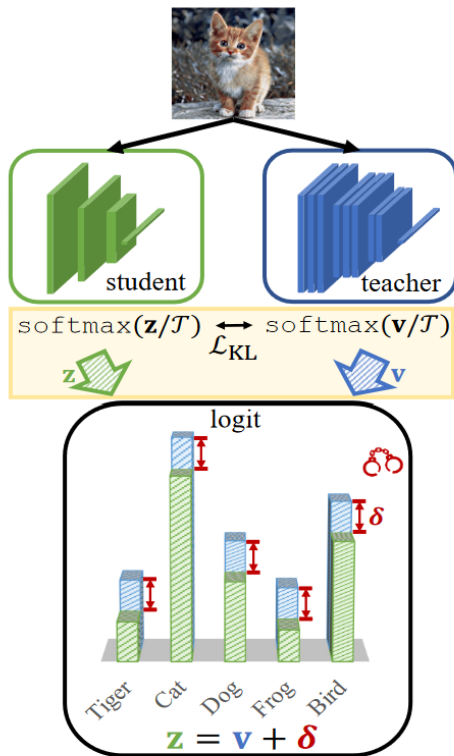 student
teacher
softmax(z/𝒯) ↔ softmax(v/𝒯)
ℒ_KL
z
v
logit
δ
Tiger
Cat
Dog
Frog
Bird
z = v + δ